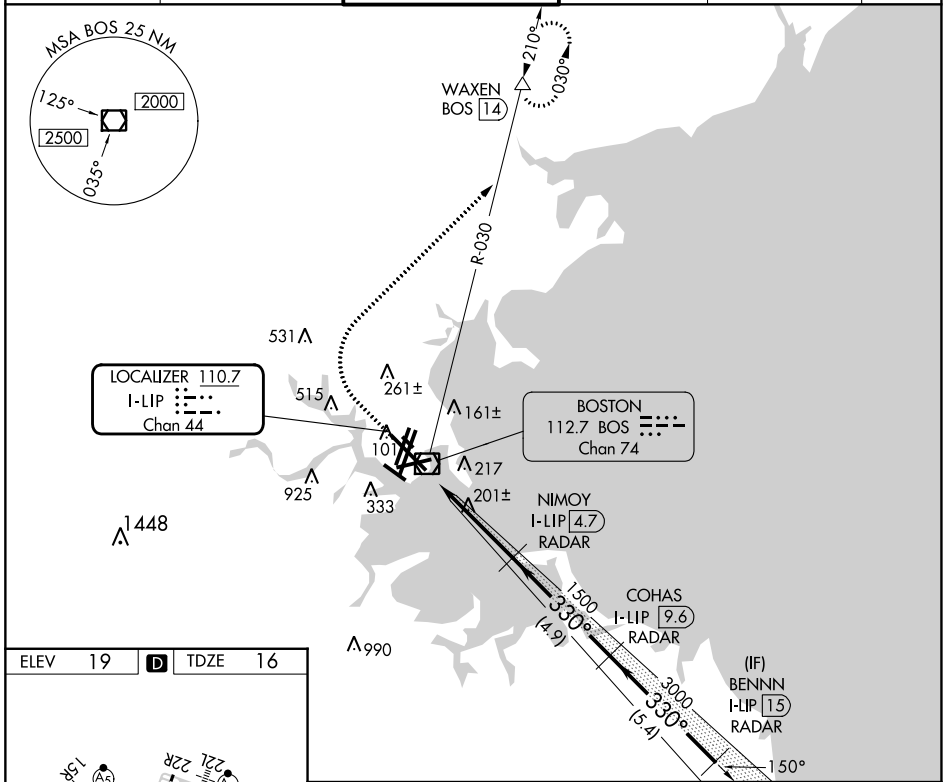 MSA BOS 25 NM
125°
2000
2500
035°
210°
030°
WAXEN
BOS 14
R-030
531
LOCALIZER 110.7
I-LIP
Chan 44
515
261±
161±
BOSTON
112.7 BOS
Chan 74
101
217
925
333
201±
1448
NIMOY
I-LIP 4.7
RADAR
1500
330°
(4.9)
COHAS
I-LIP 9.6
RADAR
990
3000
330°
(5.4)
(IF)
BENNN
I-LIP 15
RADAR
150°
ELEV 19 D TDZE 16
15R
A5
22R
22L